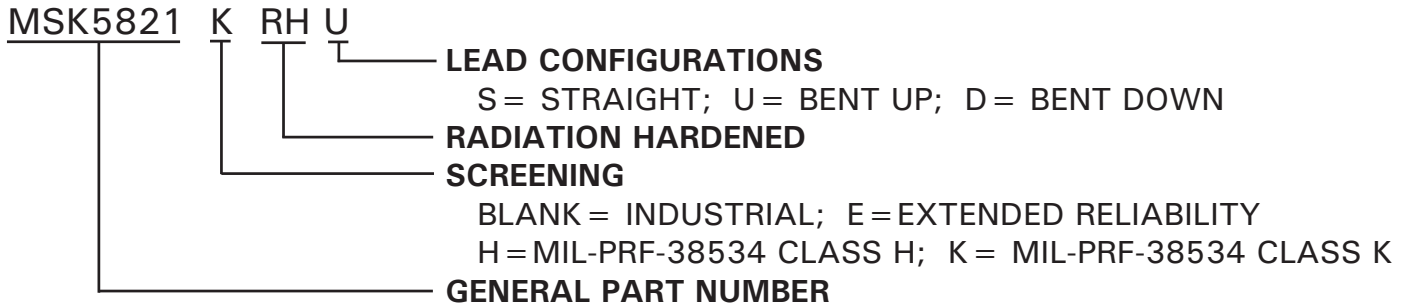 MSK5821 K RH U
LEAD CONFIGURATIONS
S= STRAIGHT; U= BENT UP; D= BENT DOWN
RADIATION HARDENED
SCREENING
BLANK= INDUSTRIAL; E=EXTENDED RELIABILITY
H=MIL-PRF-38534 CLASS H; K= MIL-PRF-38534 CLASS K
GENERAL PART NUMBER